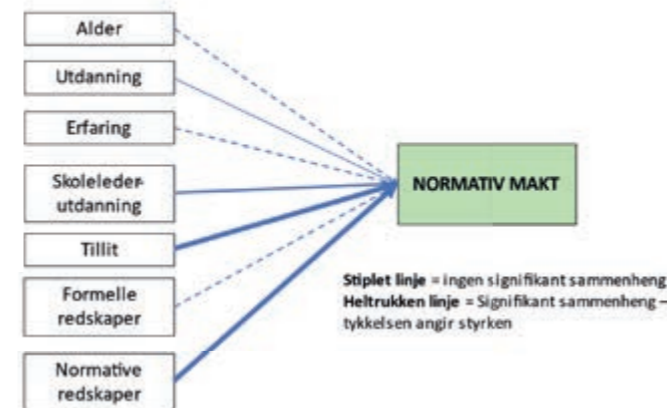 Alder
Utdanning
Erfaring
Skoleleder-
utdanning
Tillit
Formelle
redskaper
Normative
redskaper
NORMATIV MAKT
Stiplet linje = ingen signifikant sammenheng
Heltrukken linje = Signifikant sammenheng –
tykkelsen angir styrken